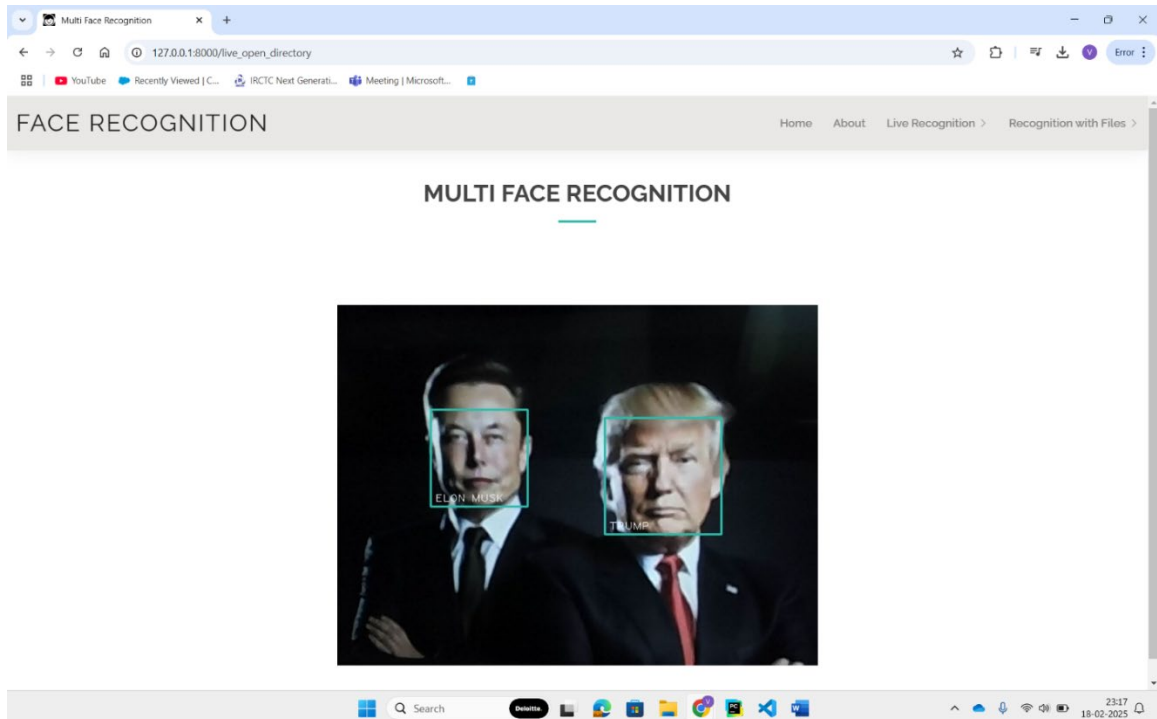 Multi Face Recognition
127.0.0.1:8000/live_open_directory
V
Error
YouTube
Recently Viewed | C...
IRCTC Next Generati...
Meeting | Microsoft...
FACE RECOGNITION
Home
About
Live Recognition >
Recognition with Files >
MULTI FACE RECOGNITION
ELON MUSK
TRUMP
Search
Deloitte.
23:17
18-02-2025